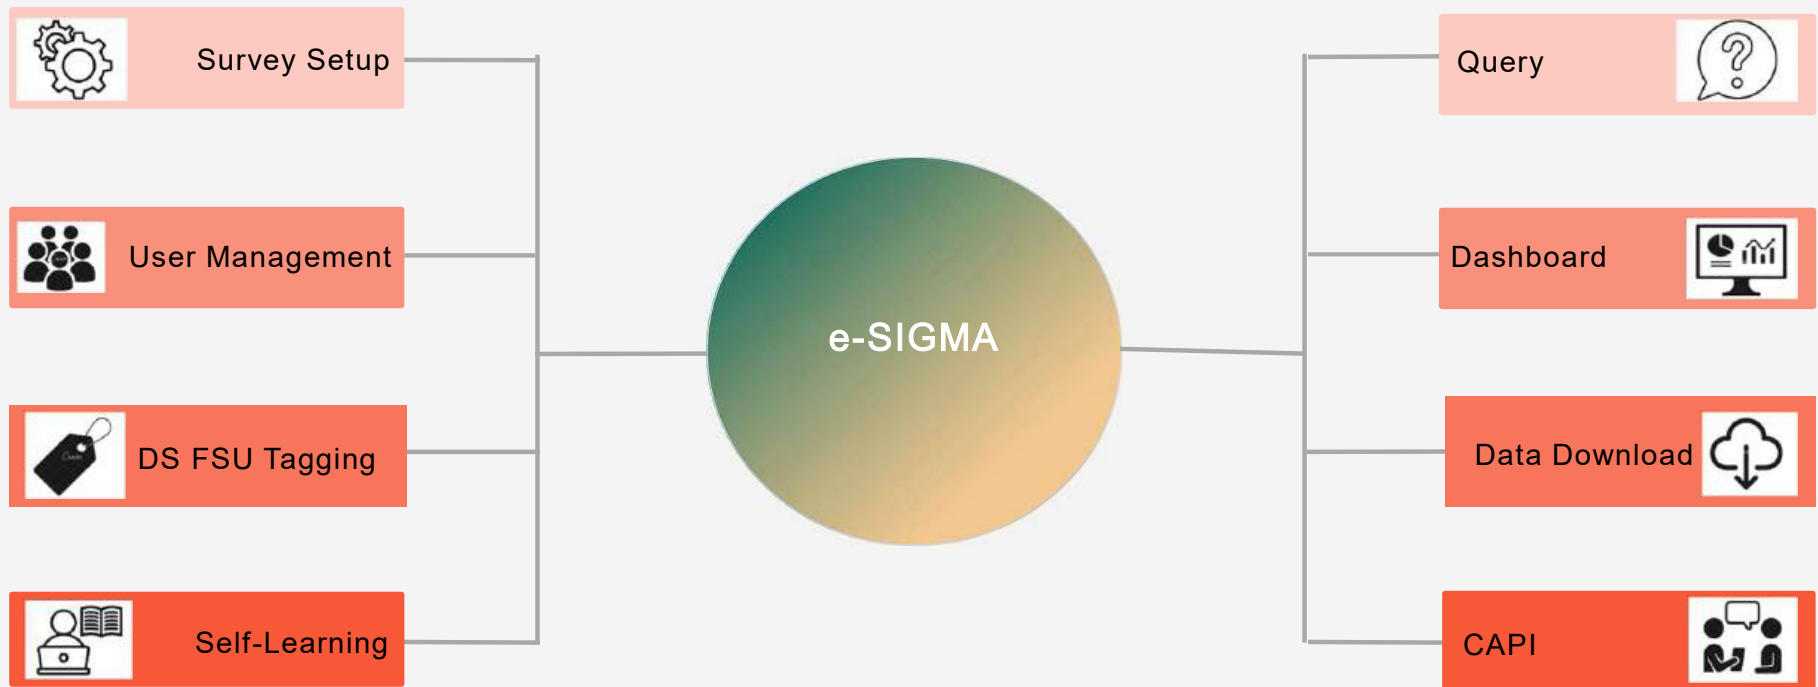 Survey Setup
User Management
DS FSU Tagging
Self-Learning
e-SIGMA
Query
Dashboard
Data Download
CAPI